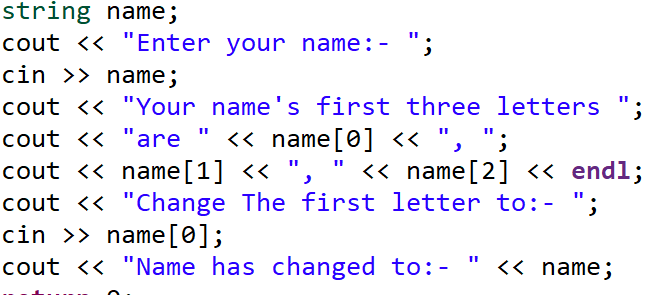 string name;
cout << "Enter your name:- ";
cin >> name;
cout << "Your name's first three letters ";
cout << "are " << name[0] << ", ";
cout << name[1] << ", " << name[2] << endl;
cout << "Change The first letter to:- ";
cin >> name[0];
cout << "Name has changed to:- " << name;